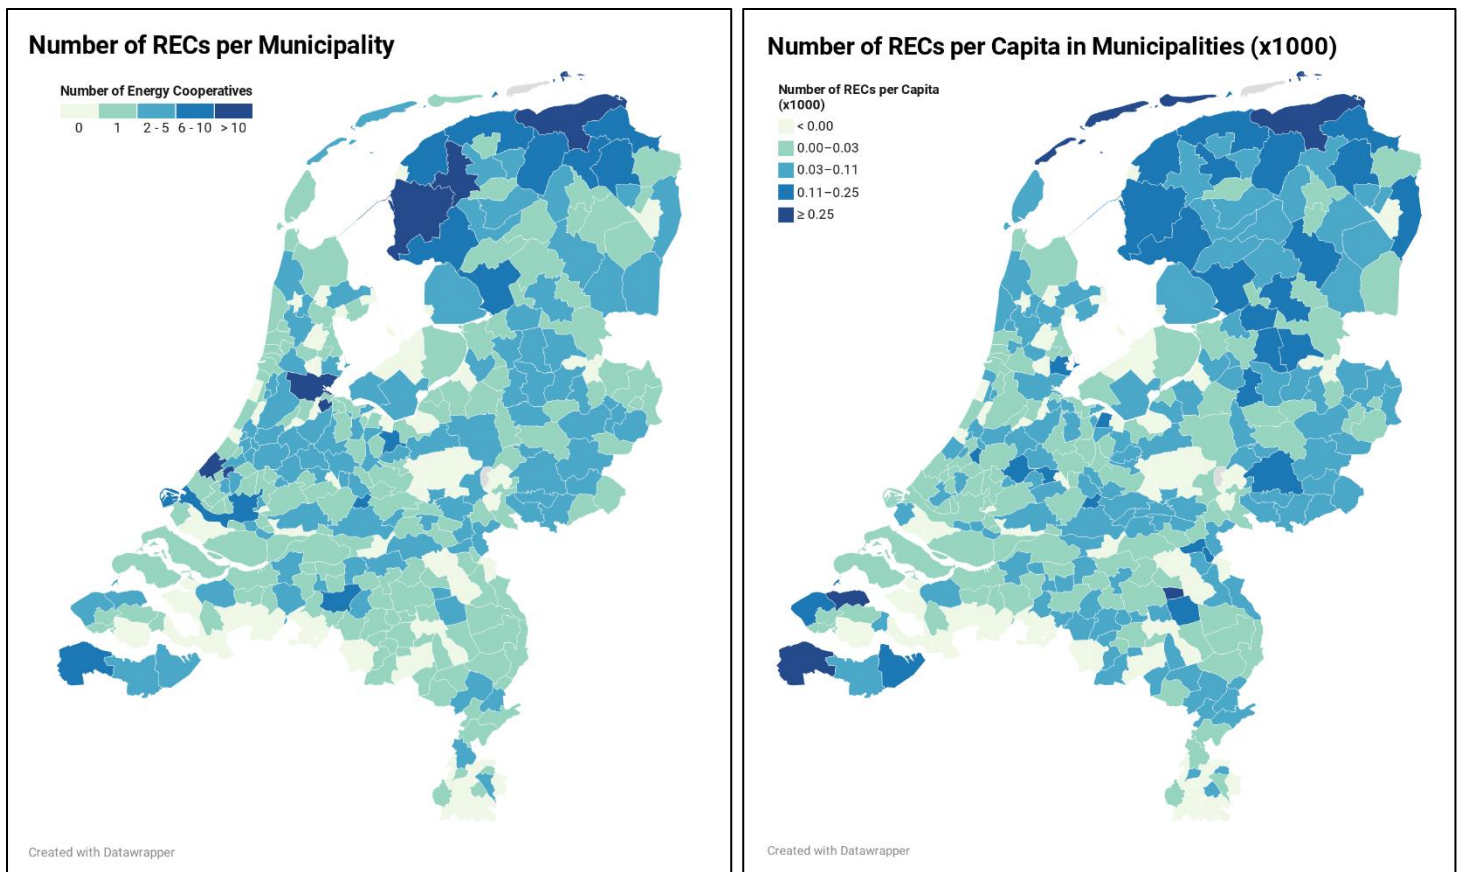 Number of RECs per Municipality
Number of Energy Cooperatives
0 1 2 - 5 6 - 10 > 10
Created with Datawrapper
Number of RECs per Capita in Municipalities (x1000)
Number of RECs per Capita
(x1000)
< 0.00
0.00–0.03
0.03–0.11
0.11–0.25
≥ 0.25
Created with Datawrapper